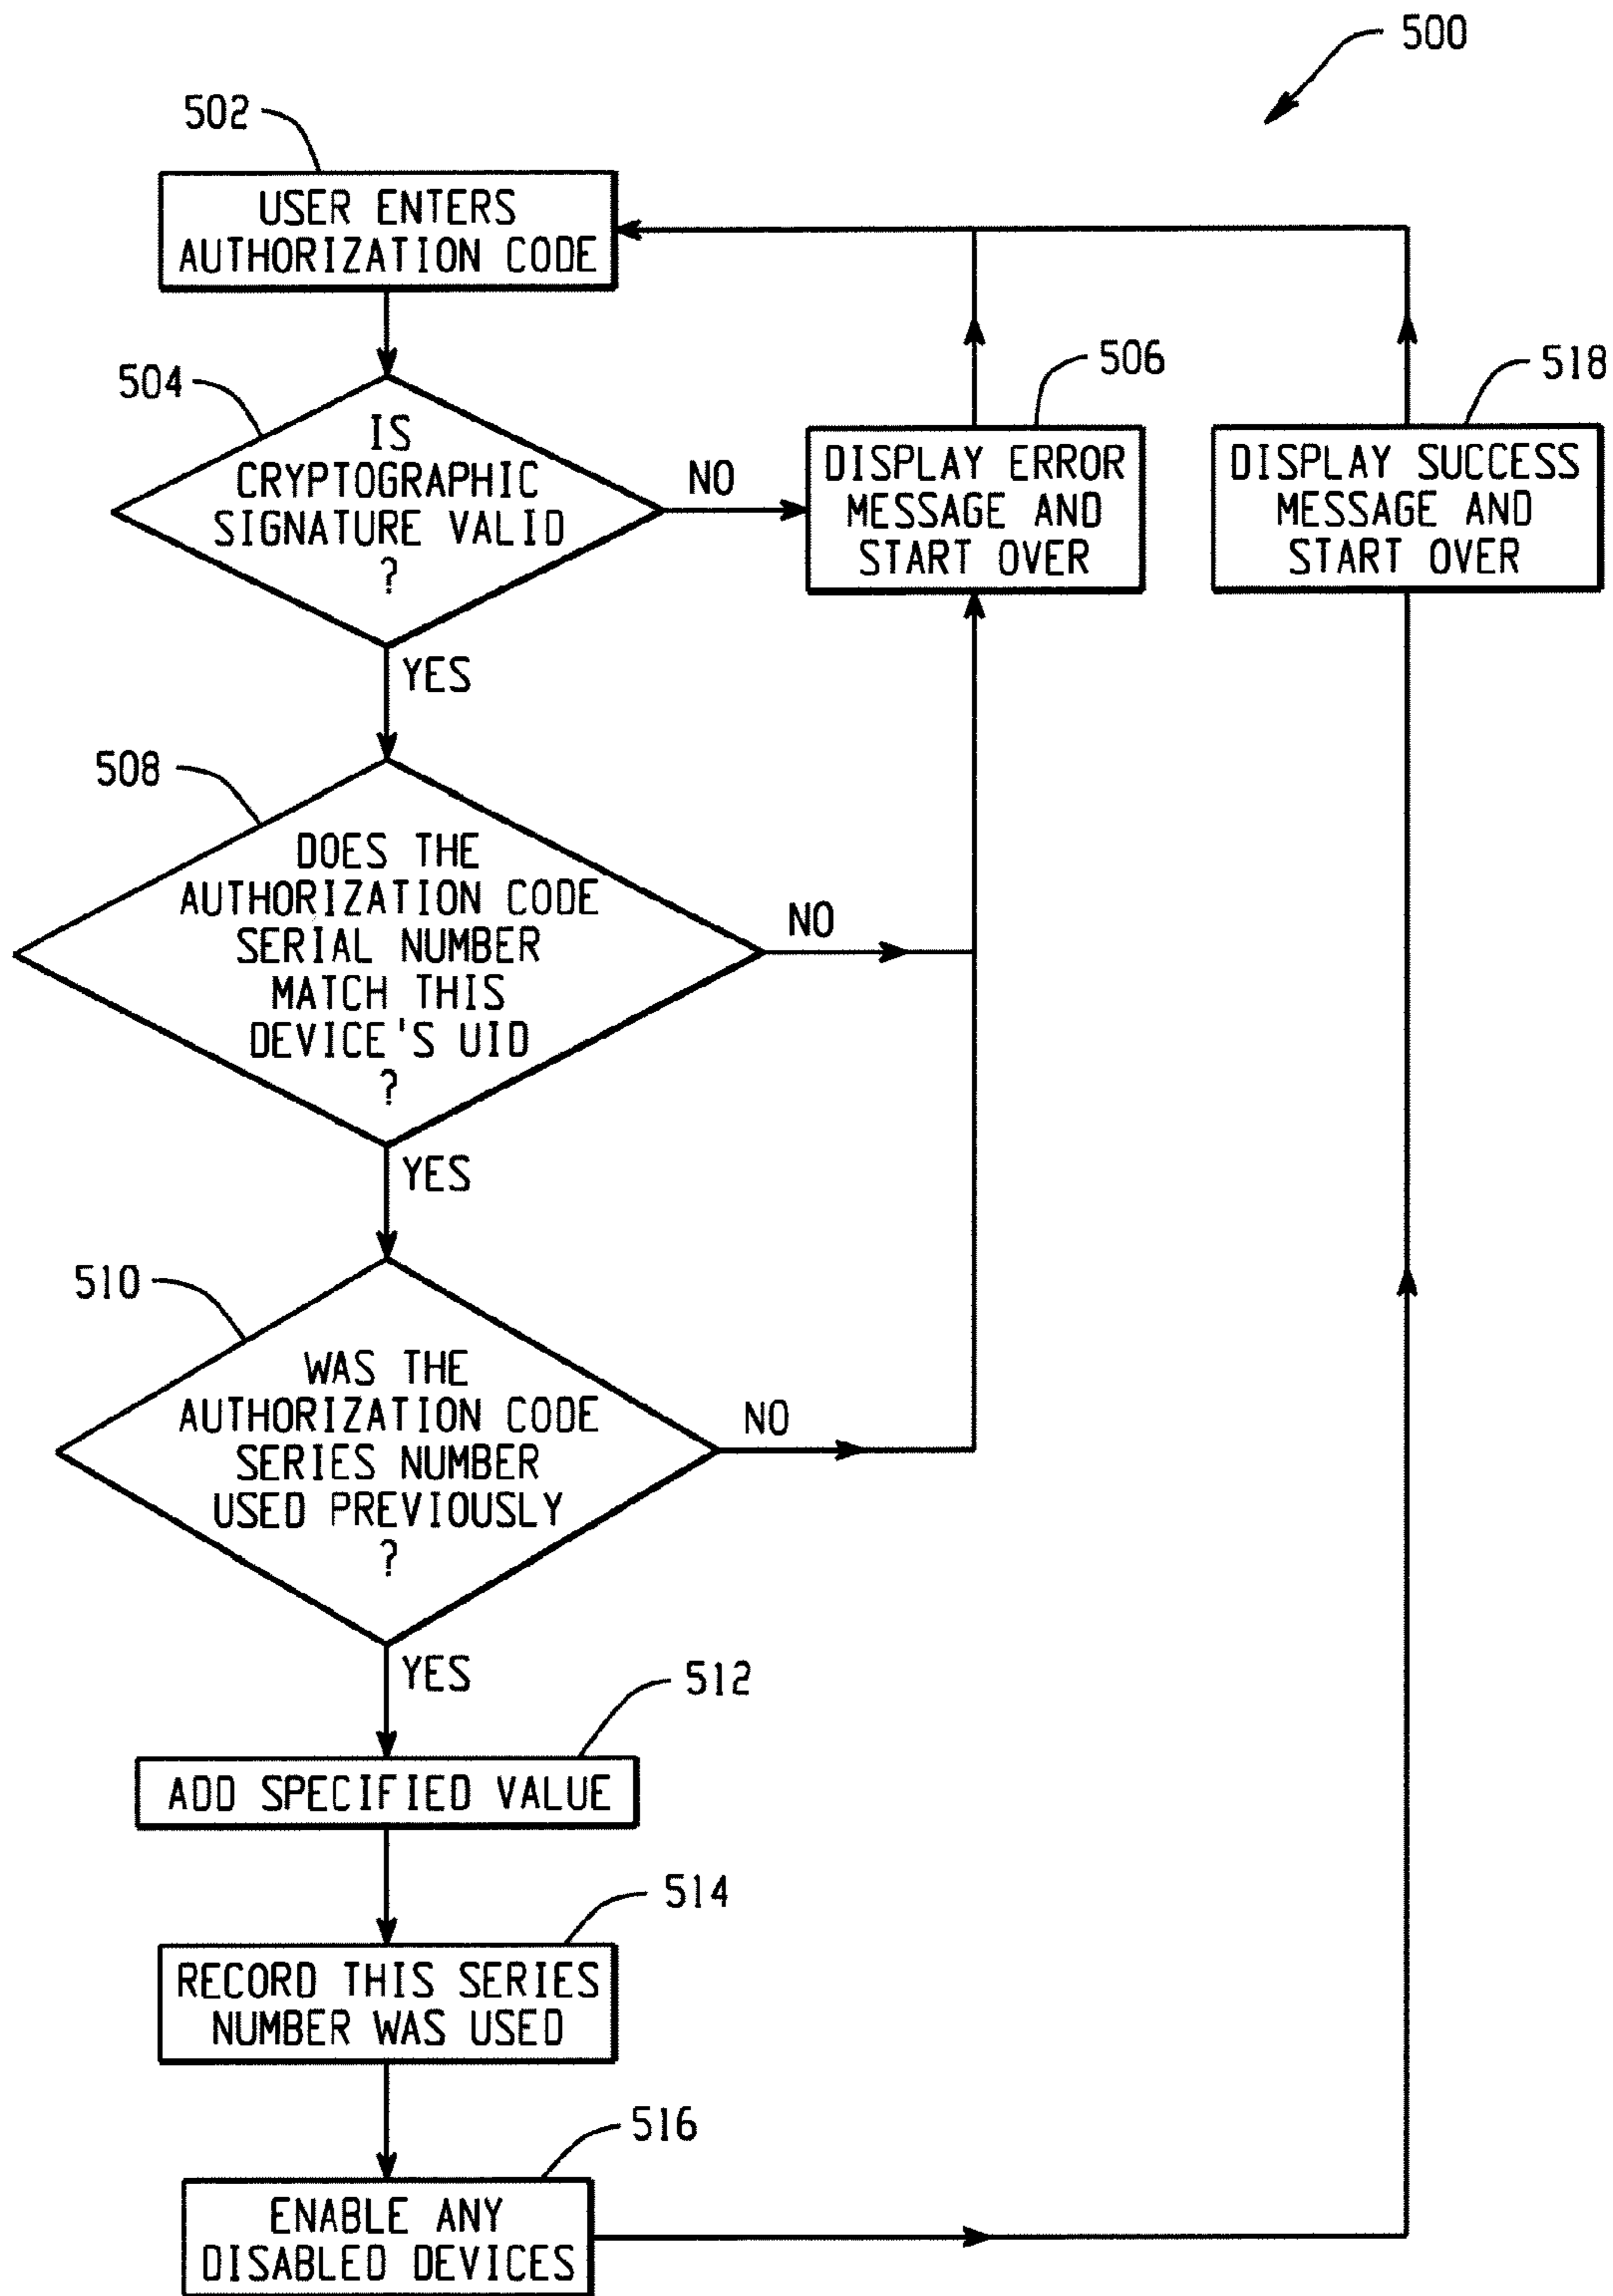 500
502
USER ENTERS
AUTHORIZATION CODE
504
IS
CRYPTOGRAPHIC
SIGNATURE VALID
?
NO
506
DISPLAY ERROR
MESSAGE AND
START OVER
518
DISPLAY SUCCESS
MESSAGE AND
START OVER
YES
508
DOES THE
AUTHORIZATION CODE
SERIAL NUMBER
MATCH THIS
DEVICE'S UID
?
NO
YES
510
WAS THE
AUTHORIZATION CODE
SERIES NUMBER
USED PREVIOUSLY
?
NO
YES
512
ADD SPECIFIED VALUE
514
RECORD THIS SERIES
NUMBER WAS USED
516
ENABLE ANY
DISABLED DEVICES